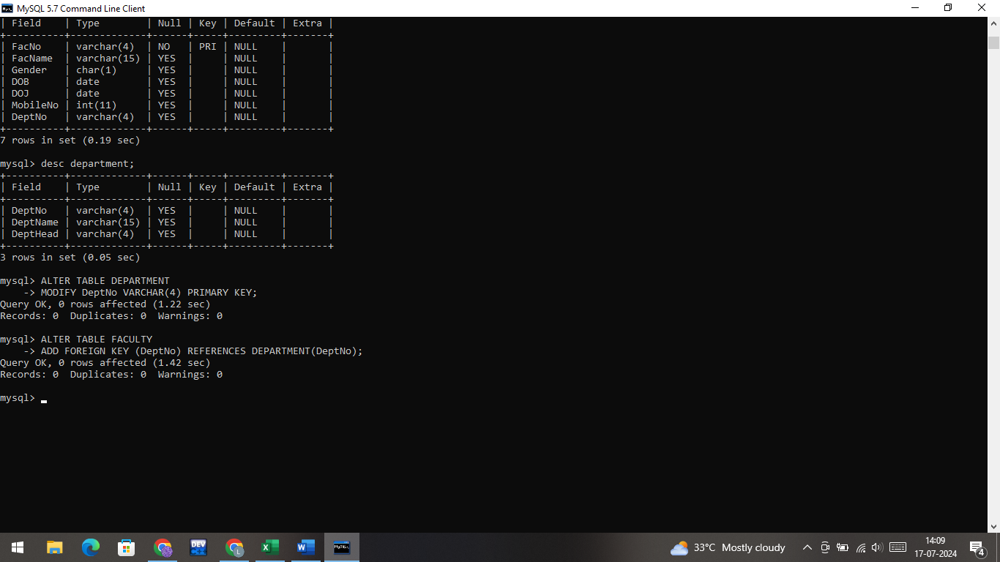 MySQL 5.7 Command Line Client
| Field    | Type        | Null | Key | Default | Extra |
+----------+-------------+------+-----+---------+-------+
| FacNo    | varchar(4)  | NO   | PRI | NULL    |       |
| FacName  | varchar(15) | YES  |     | NULL    |       |
| Gender   | char(1)     | YES  |     | NULL    |       |
| DOB      | date        | YES  |     | NULL    |       |
| DOJ      | date        | YES  |     | NULL    |       |
| MobileNo | int(11)     | YES  |     | NULL    |       |
| DeptNo   | varchar(4)  | YES  |     | NULL    |       |
+----------+-------------+------+-----+---------+-------+
7 rows in set (0.19 sec)
mysql> desc department;
+----------+-------------+------+-----+---------+-------+
| Field    | Type        | Null | Key | Default | Extra |
+----------+-------------+------+-----+---------+-------+
| DeptNo   | varchar(4)  | YES  |     | NULL    |       |
| DeptName | varchar(15) | YES  |     | NULL    |       |
| DeptHead | varchar(4)  | YES  |     | NULL    |       |
+----------+-------------+------+-----+---------+-------+
3 rows in set (0.05 sec)
mysql> ALTER TABLE DEPARTMENT
    -> MODIFY DeptNo VARCHAR(4) PRIMARY KEY;
Query OK, 0 rows affected (1.22 sec)
Records: 0  Duplicates: 0  Warnings: 0
mysql> ALTER TABLE FACULTY
    -> ADD FOREIGN KEY (DeptNo) REFERENCES DEPARTMENT(DeptNo);
Query OK, 0 rows affected (1.42 sec)
Records: 0  Duplicates: 0  Warnings: 0
mysql>
DEV
L
X
W
MySQL
33°C Mostly cloudy
14:09
17-07-2024
4